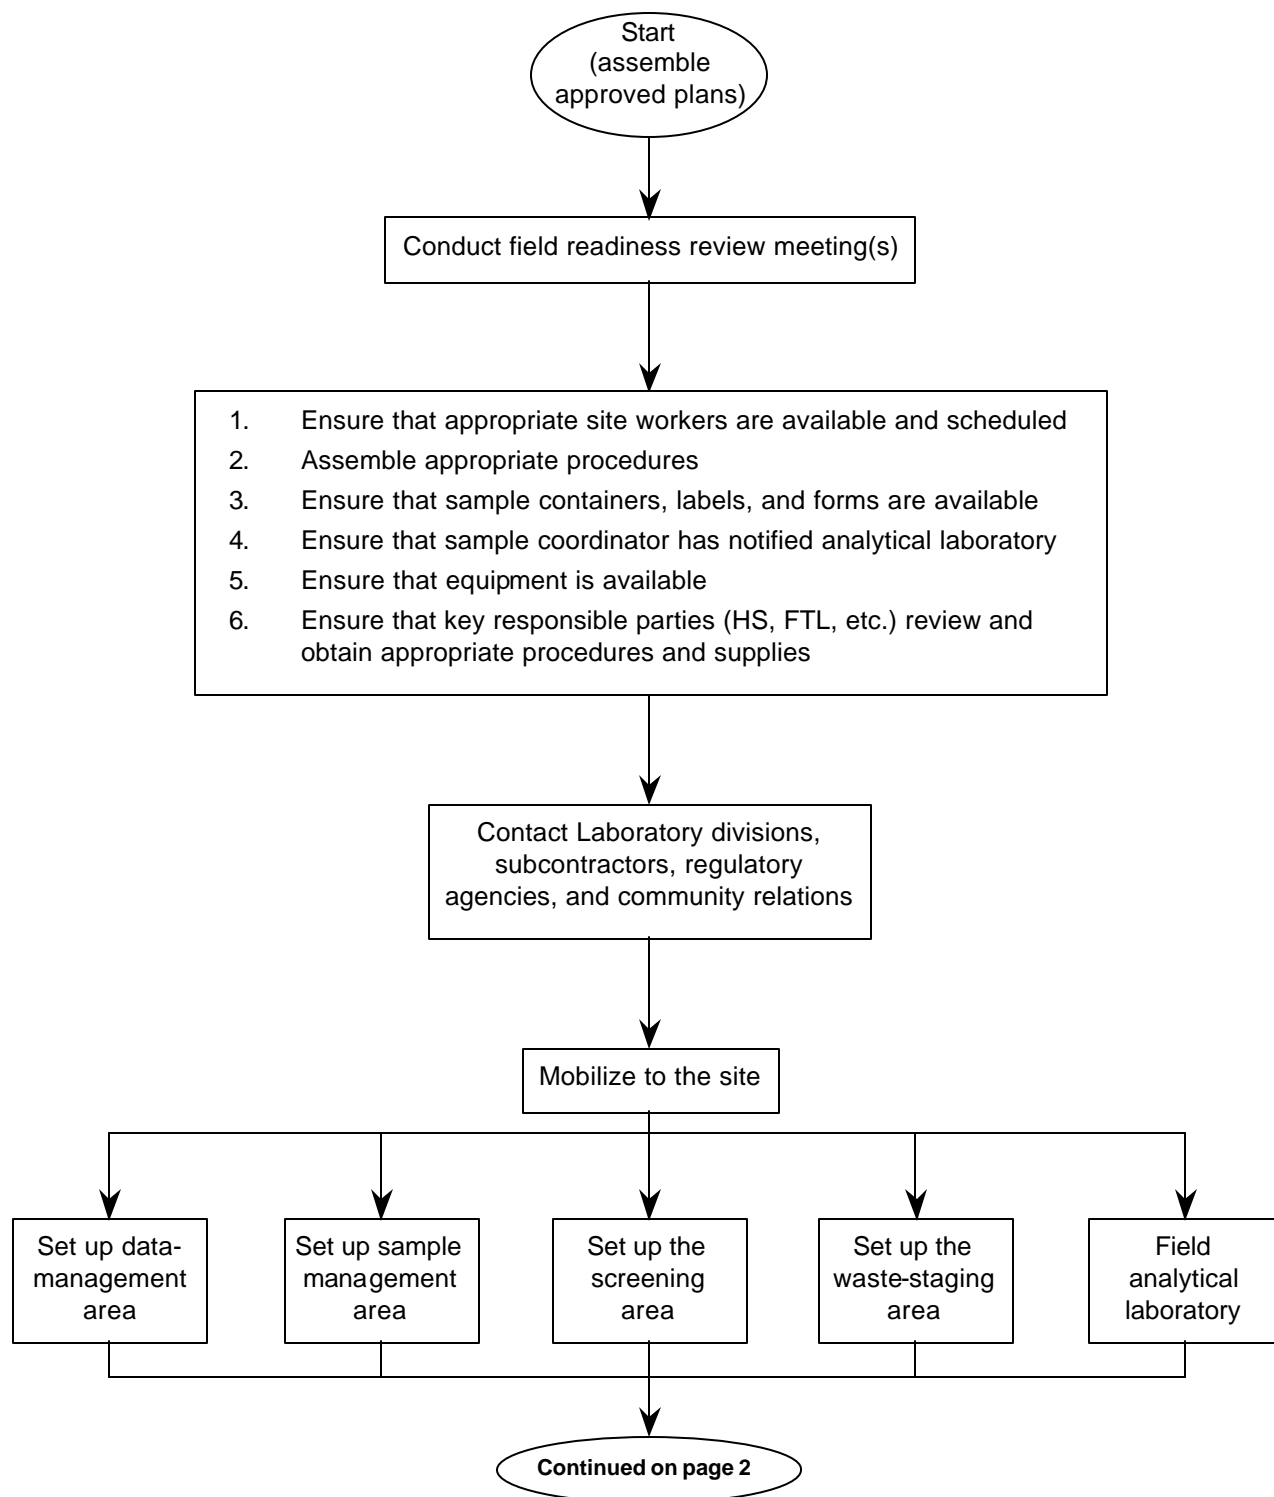 Start
(assemble
approved plans)
Conduct field readiness review meeting(s)
1. Ensure that appropriate site workers are available and scheduled
2. Assemble appropriate procedures
3. Ensure that sample containers, labels, and forms are available
4. Ensure that sample coordinator has notified analytical laboratory
5. Ensure that equipment is available
6. Ensure that key responsible parties (HS, FTL, etc.) review and
obtain appropriate procedures and supplies
Contact Laboratory divisions,
subcontractors, regulatory
agencies, and community relations
Mobilize to the site
Set up data-
management
area
Set up sample
management
area
Set up the
screening
area
Set up the
waste-staging
area
Field
analytical
laboratory
Continued on page 2